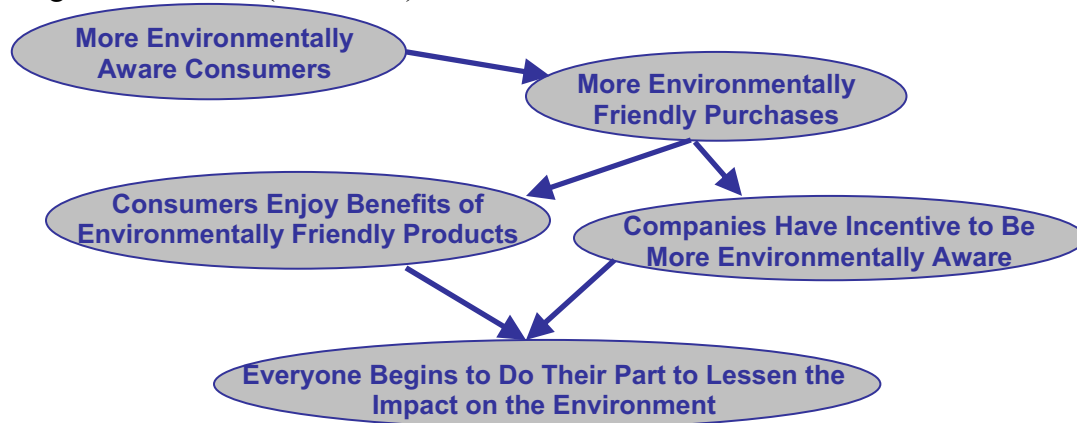 More Environmentally
Aware Consumers
More Environmentally
Friendly Purchases
Consumers Enjoy Benefits of
Environmentally Friendly Products
Companies Have Incentive to Be
More Environmentally Aware
Everyone Begins to Do Their Part to Lessen the
Impact on the Environment